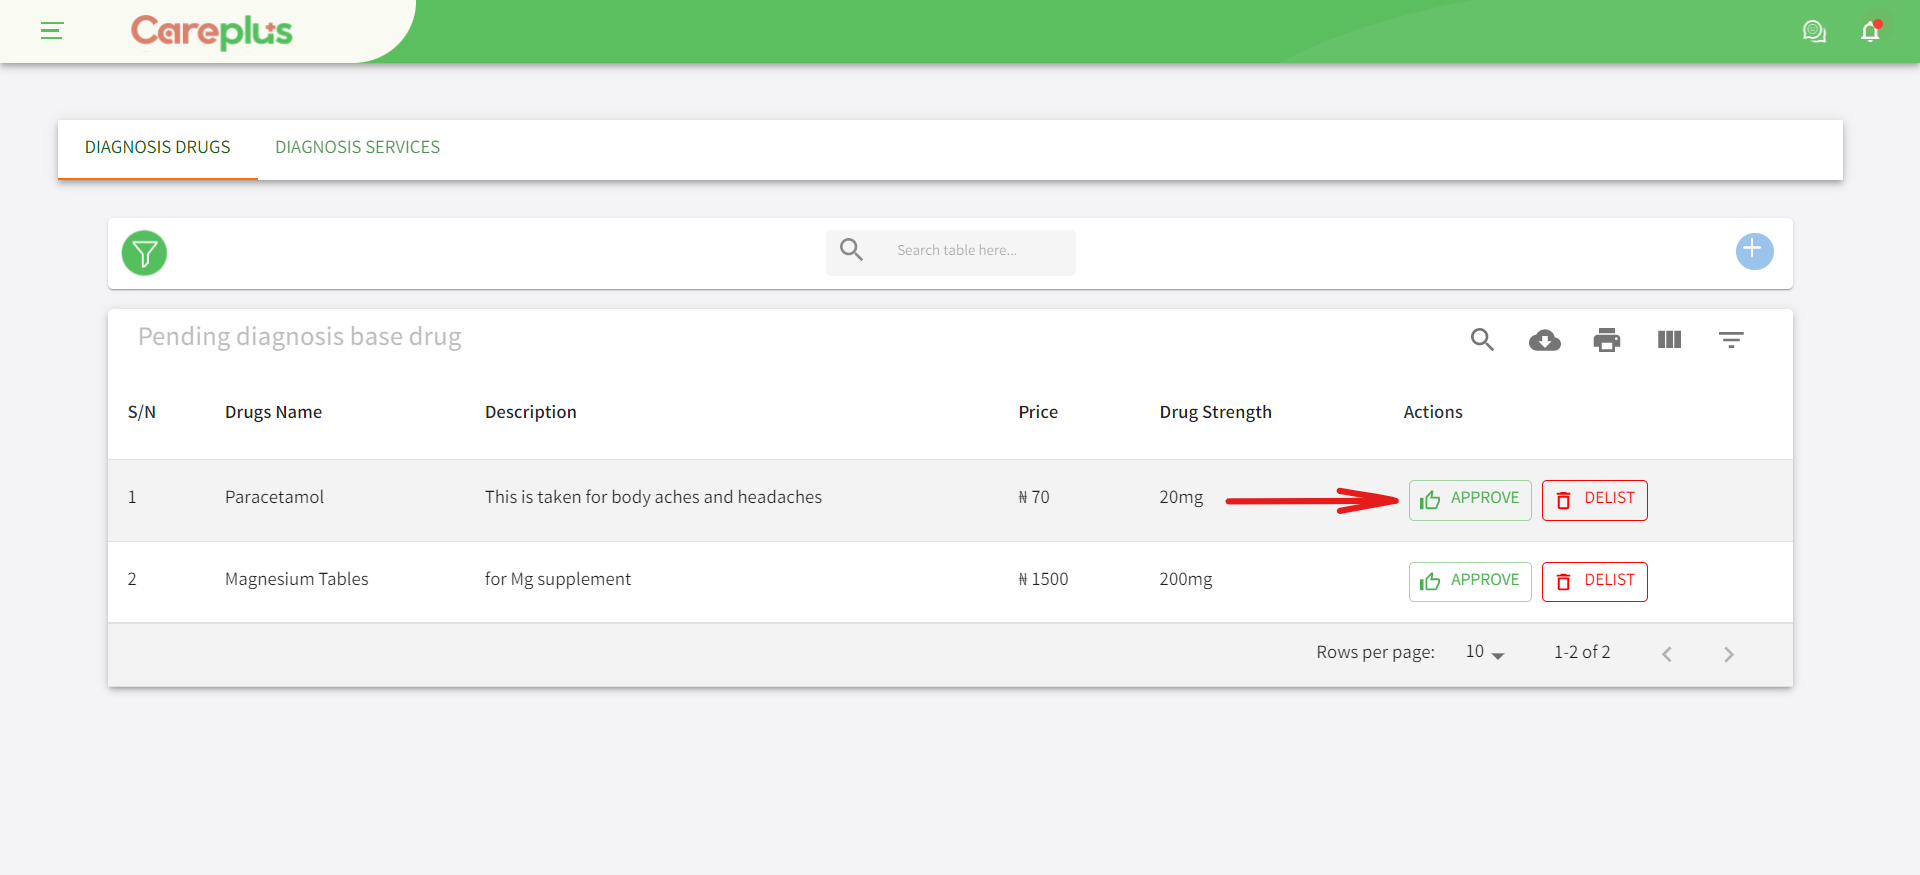 Careplus
DIAGNOSIS DRUGS DIAGNOSIS SERVICES
Search table here...
Pending diagnosis base drug
S/N Drugs Name Description Price Drug Strength Actions
1 Paracetamol This is taken for body aches and headaches ₦ 70 20mg APPROVE DELIST
2 Magnesium Tables for Mg supplement ₦ 1500 200mg APPROVE DELIST
Rows per page: 10 1-2 of 2